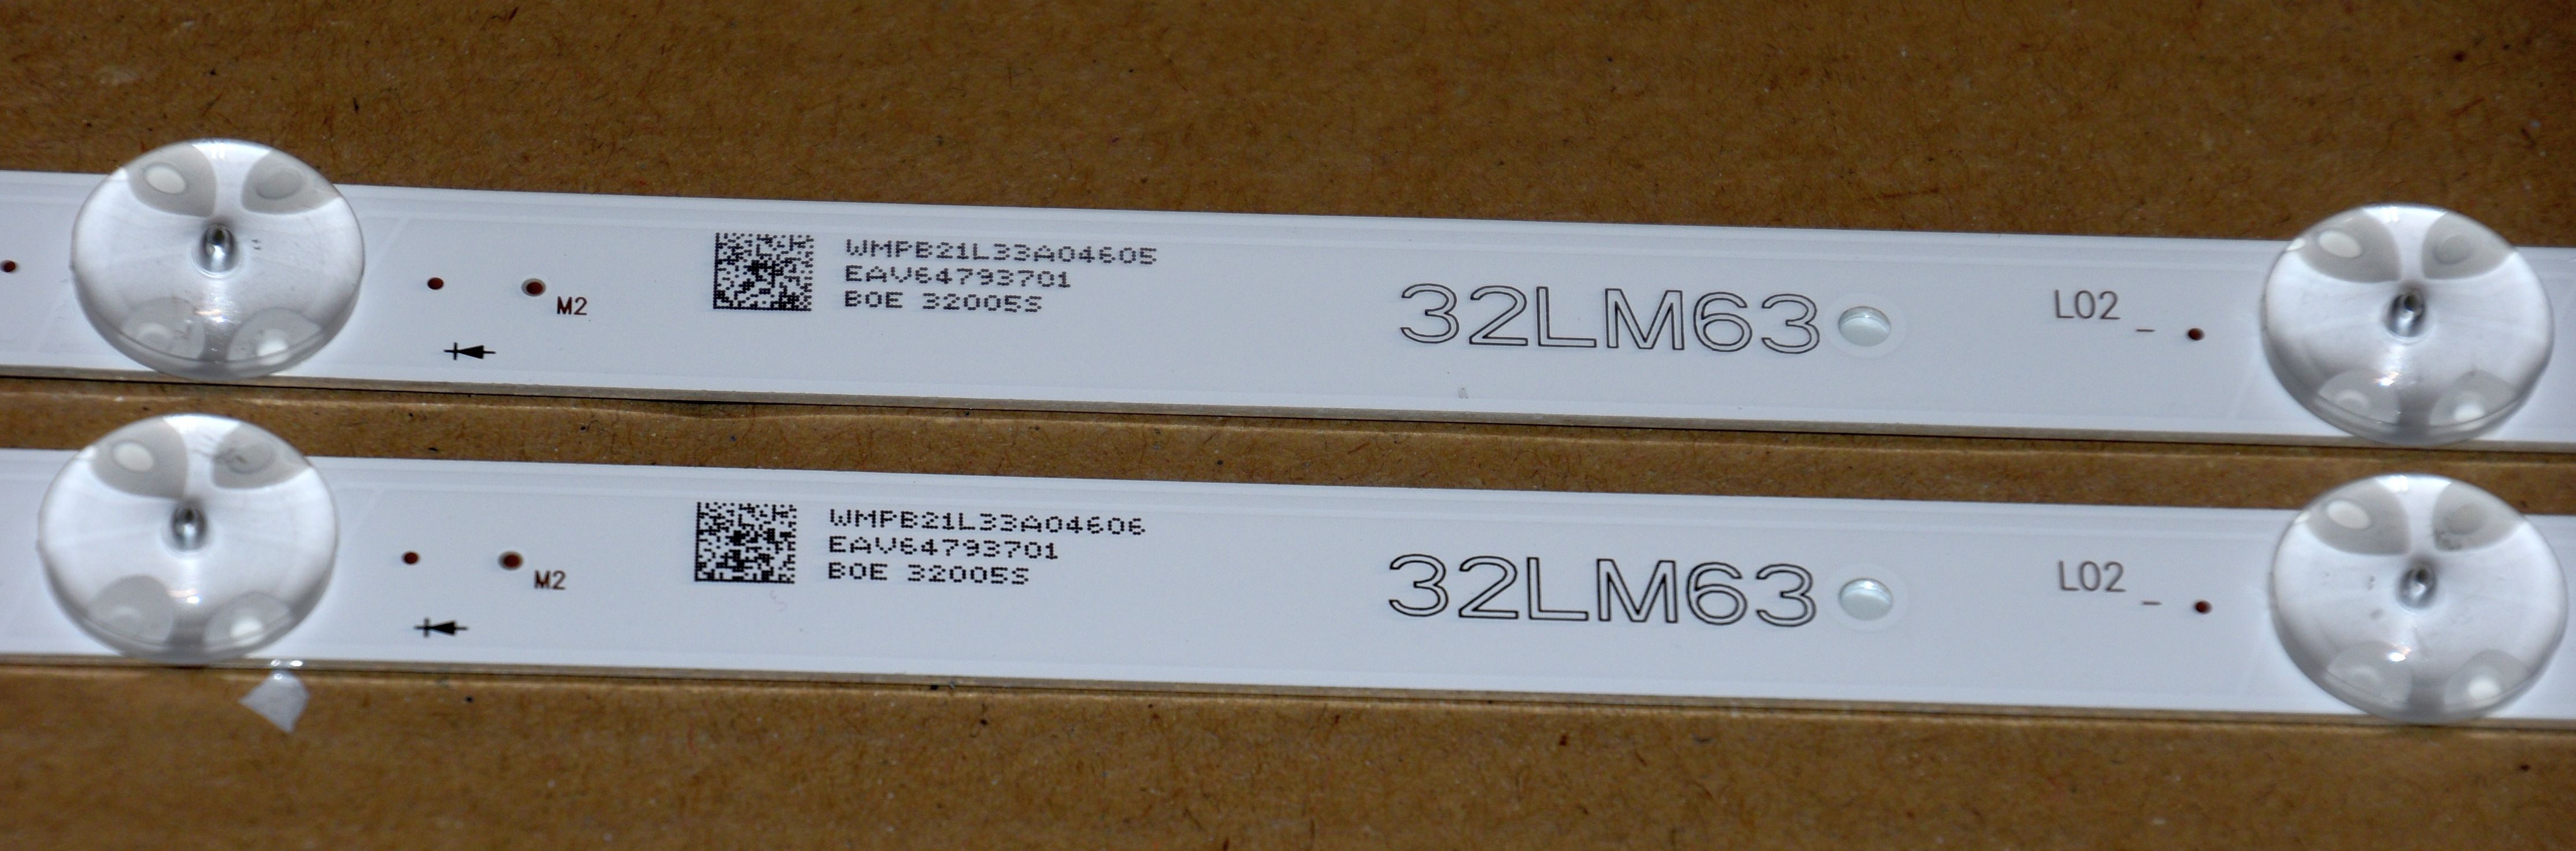 WMPB21L33A04605
EAV64793701
BOE 32005S
M2
32LM63
L02 -
WMPB21L33A04606
EAV64793701
BOE 32005S
M2
32LM63
L02 -